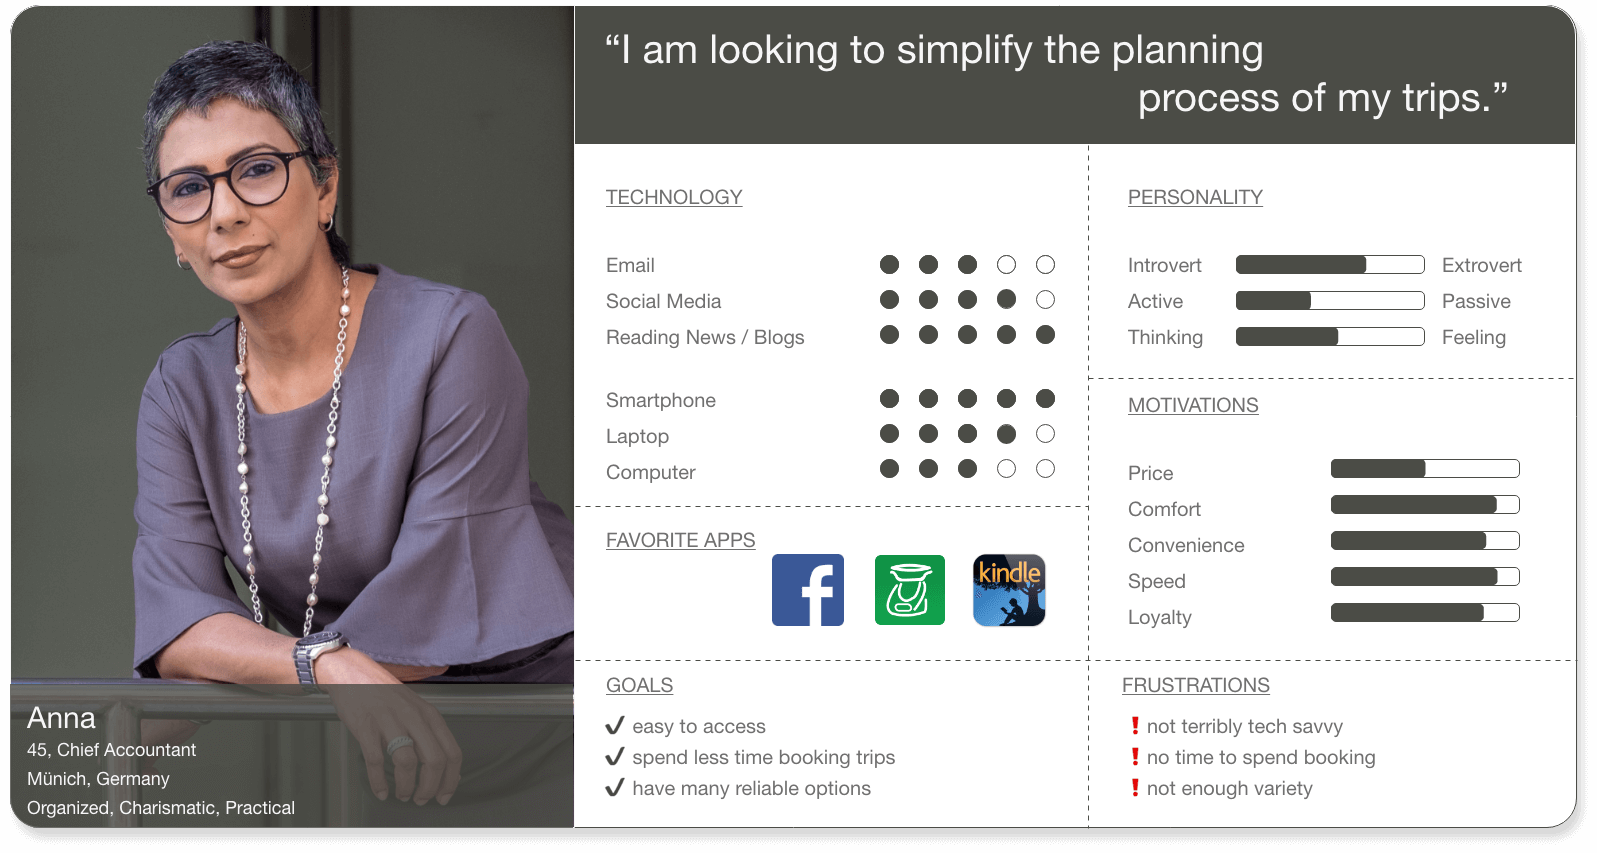 “I am looking to simplify the planning
process of my trips.”
TECHNOLOGY
Email
Social Media
Reading News / Blogs
Smartphone
Laptop
Computer
FAVORITE APPS
f
kindle
PERSONALITY
Introvert Extrovert
Active Passive
Thinking Feeling
MOTIVATIONS
Price
Comfort
Convenience
Speed
Loyalty
GOALS
✔ easy to access
✔ spend less time booking trips
✔ have many reliable options
FRUSTRATIONS
! not terribly tech savvy
! no time to spend booking
! not enough variety
Anna
45, Chief Accountant
Münich, Germany
Organized, Charismatic, Practical